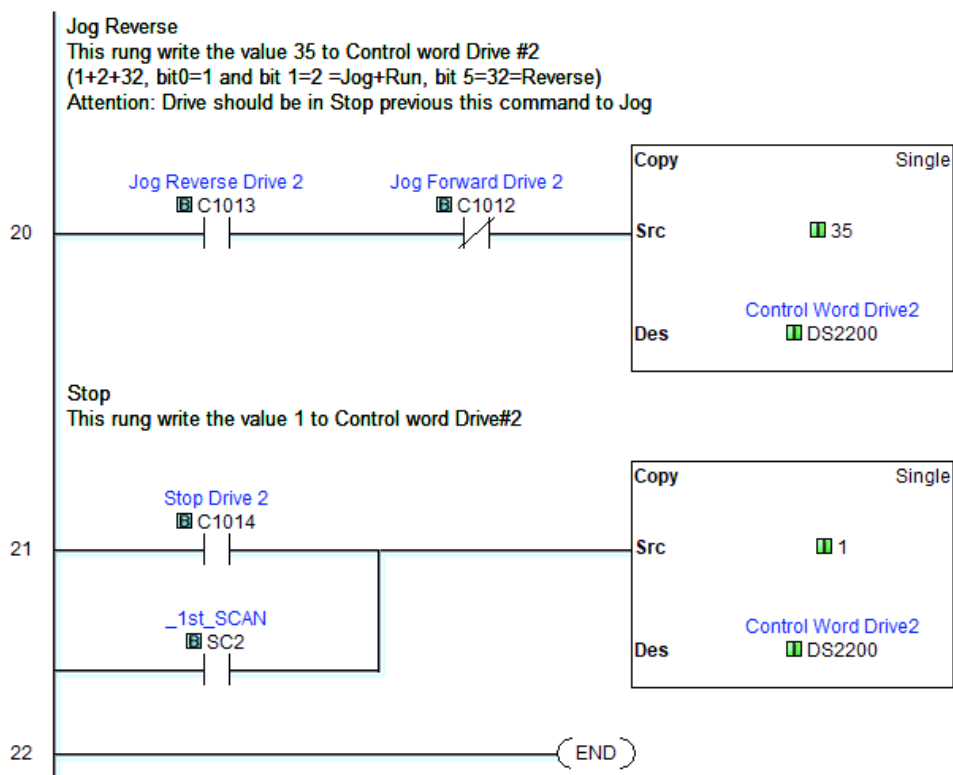 Jog Reverse
This rung write the value 35 to Control word Drive #2
(1+2+32, bit0=1 and bit 1=2 =Jog+Run, bit 5=32=Reverse)
Attention: Drive should be in Stop previous this command to Jog
Copy Single
Jog Reverse Drive 2 Jog Forward Drive 2
B C1013 B C1012
20 Src 35
Control Word Drive2
Des DS2200
Stop
This rung write the value 1 to Control word Drive#2
Copy Single
Stop Drive 2
B C1014
21 Src 1
_1st_SCAN Control Word Drive2
B SC2
Des DS2200
22 END